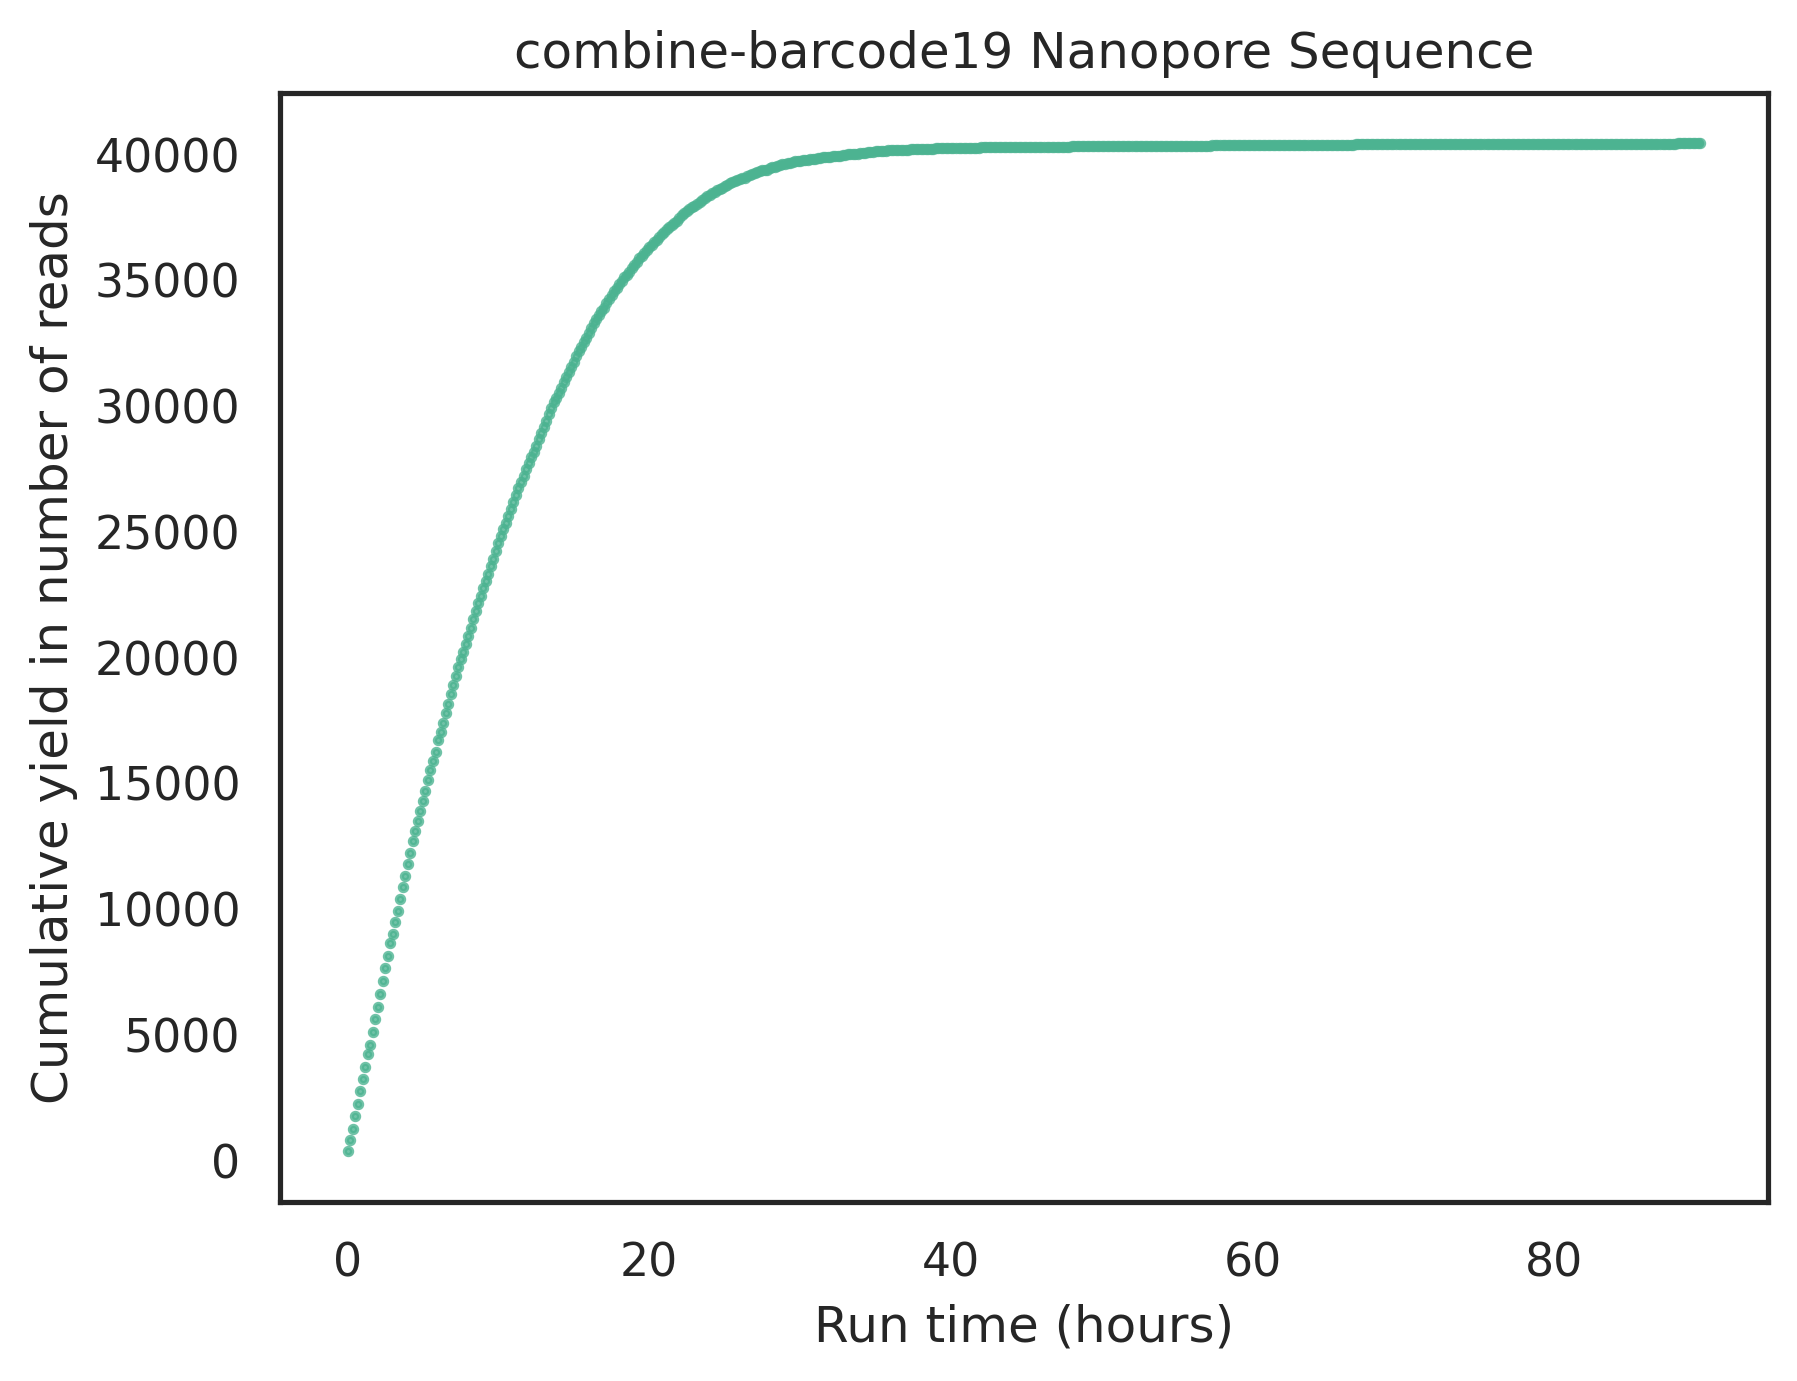 combine-barcode19 Nanopore Sequence
Cumulative yield in number of reads
40000
35000
30000
25000
20000
15000
10000
5000
0
0 20 40 60 80
Run time (hours)